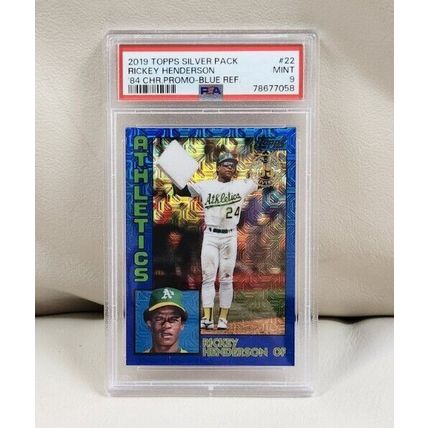 2019 TOPPS SILVER PACK #22
RICKEY HENDERSON MINT
'84 CHR.PROMO-BLUE REF. 9
PSA 78677058
Topps
ATHLETICS
Athletics
24
A's
RICKEY
HENDERSON OF